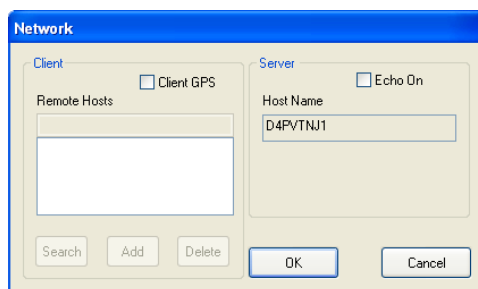 Network
Client
Client GPS
Remote Hosts
Search Add Delete
Server
Echo On
Host Name
D4PVTNJ1
OK Cancel